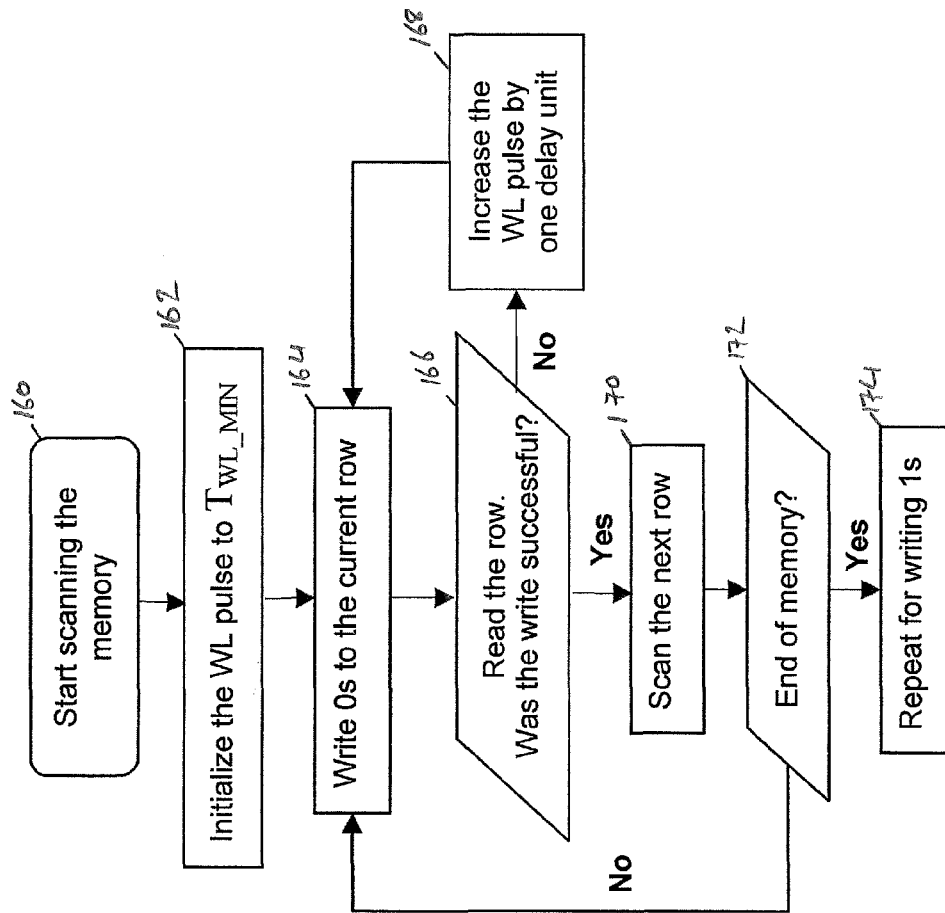 160
Start scanning the
memory
162
Initialize the WL pulse to TWL_MIN
164
Write 0s to the current row
166
Read the row.
Was the write successful?
No
168
Increase the
WL pulse by
one delay unit
Yes
170
Scan the next row
172
End of memory?
No
Yes
174
Repeat for writing 1s